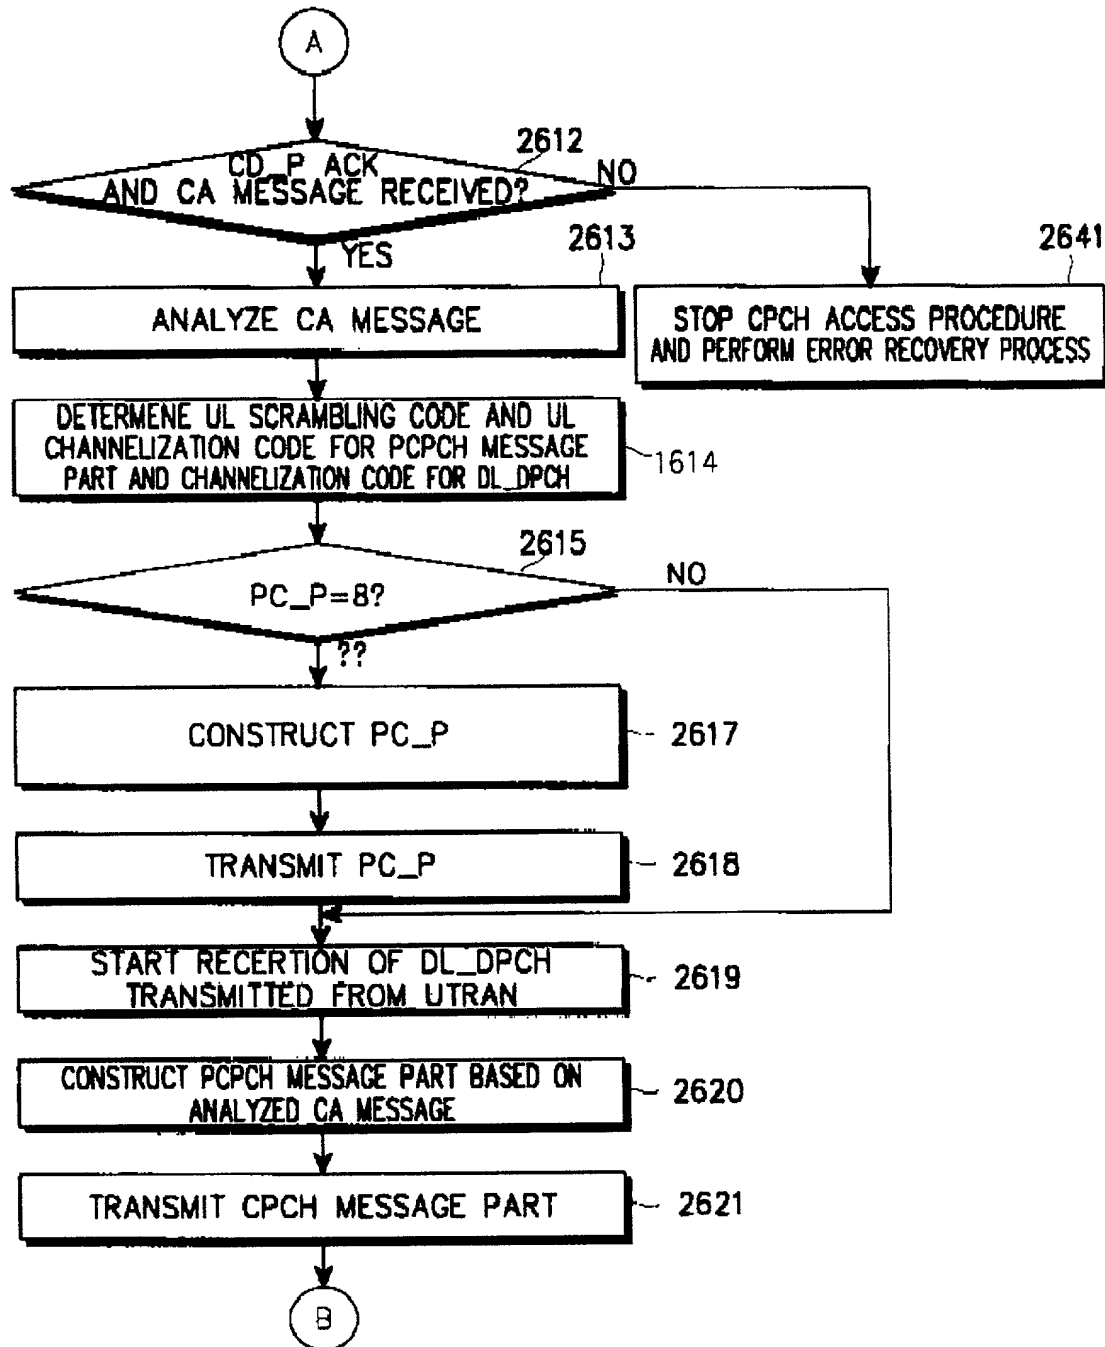 A
2612
CD_P ACK
AND CA MESSAGE RECEIVED?
NO
YES
2613
2641
ANALYZE CA MESSAGE
STOP CPCH ACCESS PROCEDURE
AND PERFORM ERROR RECOVERY PROCESS
DETERMENE UL SCRAMBLING CODE AND UL
CHANNELIZATION CODE FOR PCPCH MESSAGE
PART AND CHANNELIZATION CODE FOR DL_DPCH
1614
2615
NO
PC_P=8?
??
CONSTRUCT PC_P
2617
TRANSMIT PC_P
2618
START RECERTION OF DL_DPCH
TRANSMITTED FROM UTRAN
2619
CONSTRUCT PCPCH MESSAGE PART BASED ON
ANALYZED CA MESSAGE
2620
TRANSMIT CPCH MESSAGE PART
2621
B